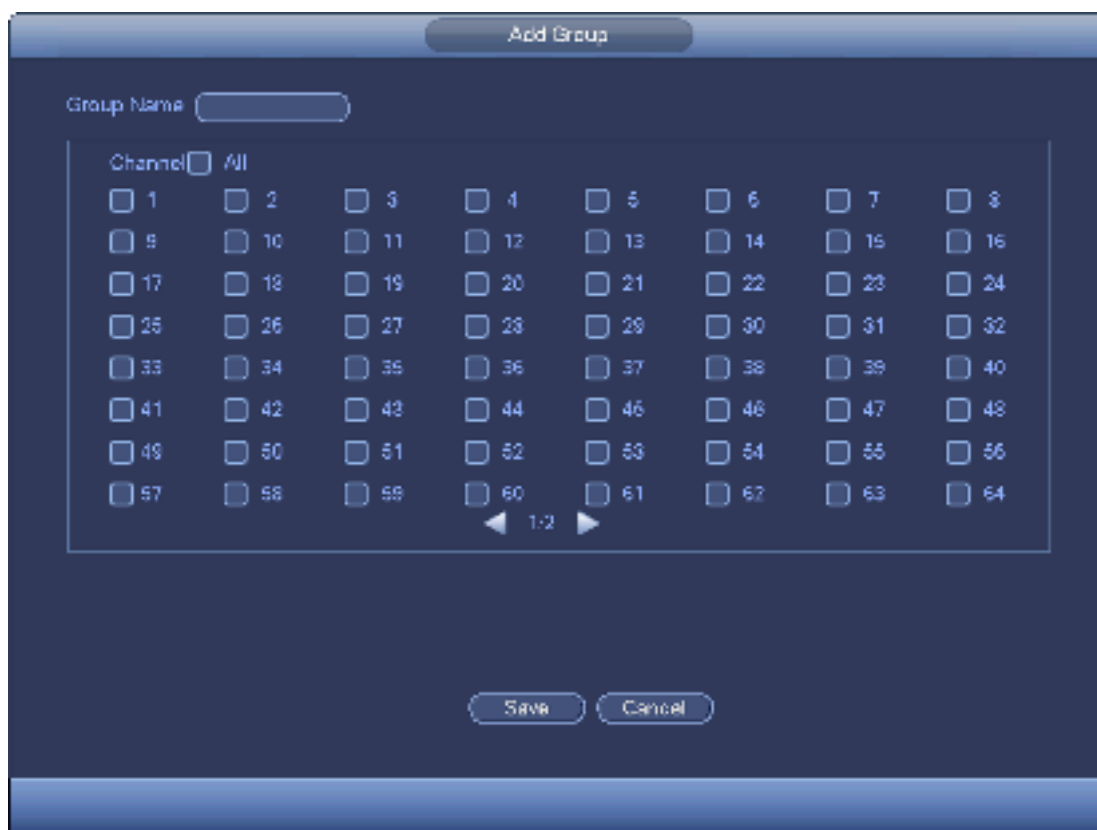 Add Group
Group Name
Channel All
1 2 3 4 5 6 7 8
9 10 11 12 13 14 15 16
17 18 19 20 21 22 23 24
25 26 27 28 29 30 31 32
33 34 35 36 37 38 39 40
41 42 43 44 45 46 47 48
49 50 51 52 53 54 55 56
57 58 59 60 61 62 63 64
1/2
Save Cancel